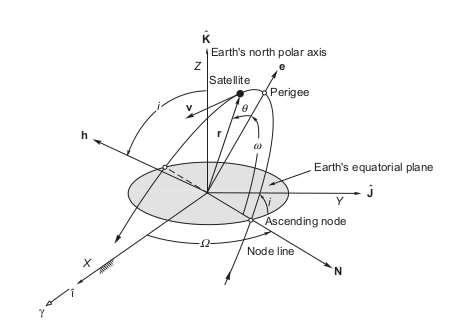 K̂
Earth's north polar axis
Z
e
Satellite
Perigee
i
v
θ
h
r
ω
Earth's equatorial plane
i
Ĵ
Y
Ascending node
Ω
Node line
X
N
Î
γ